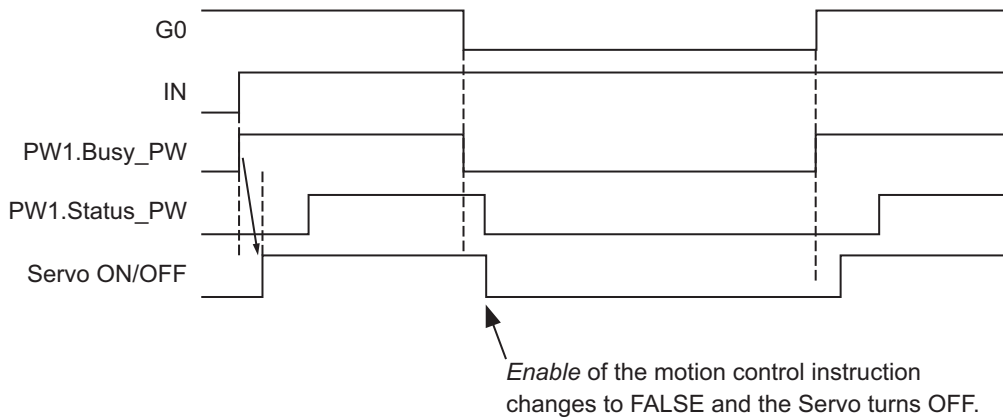 G0
IN
PW1.Busy_PW
PW1.Status_PW
Servo ON/OFF
Enable of the motion control instruction
changes to FALSE and the Servo turns OFF.